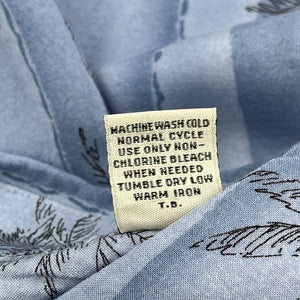 MACHINE WASH COLD
NORMAL CYCLE
USE ONLY NON-
CHLORINE BLEACH
WHEN NEEDED
TUMBLE DRY LOW
WARM IRON
T.B.